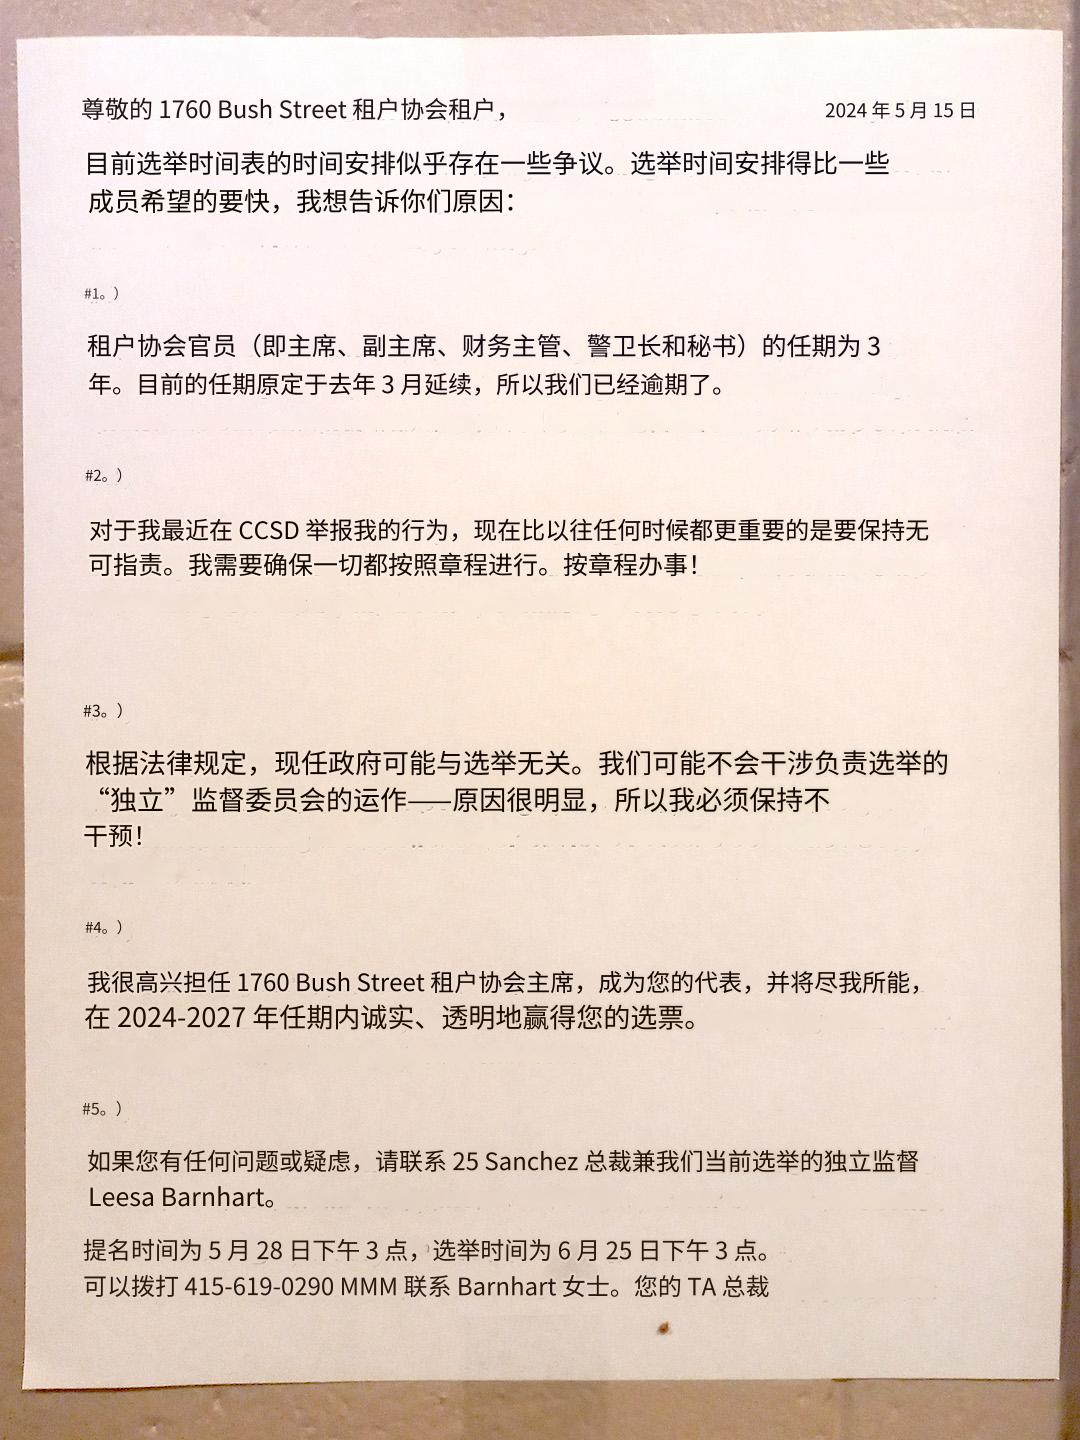 尊敬的 1760 Bush Street 租户协会租户，
2024 年 5 月 15 日
目前选举时间表的时间安排似乎存在一些争议。选举时间安排得比一些
成员希望的要快，我想告诉你们原因：
#1。）
租户协会官员（即主席、副主席、财务主管、警卫长和秘书）的任期为 3
年。目前的任期原定于去年 3 月延续，所以我们已经逾期了。
#2。）
对于我最近在 CCSD 举报我的行为，现在比以往任何时候都更重要的是要保持无
可指责。我需要确保一切都按照章程进行。按章程办事！
#3。）
根据法律规定，现任政府可能与选举无关。我们可能不会干涉负责选举的
“独立”监督委员会的运作——原因很明显，所以我必须保持不
干预！
#4。）
我很高兴担任 1760 Bush Street 租户协会主席，成为您的代表，并将尽我所能，
在 2024-2027 年任期内诚实、透明地赢得您的选票。
#5。）
如果您有任何问题或疑虑，请联系 25 Sanchez 总裁兼我们当前选举的独立监督
Leesa Barnhart。
提名时间为 5 月 28 日下午 3 点，选举时间为 6 月 25 日下午 3 点。
可以拨打 415-619-0290 MMM 联系 Barnhart 女士。您的 TA 总裁